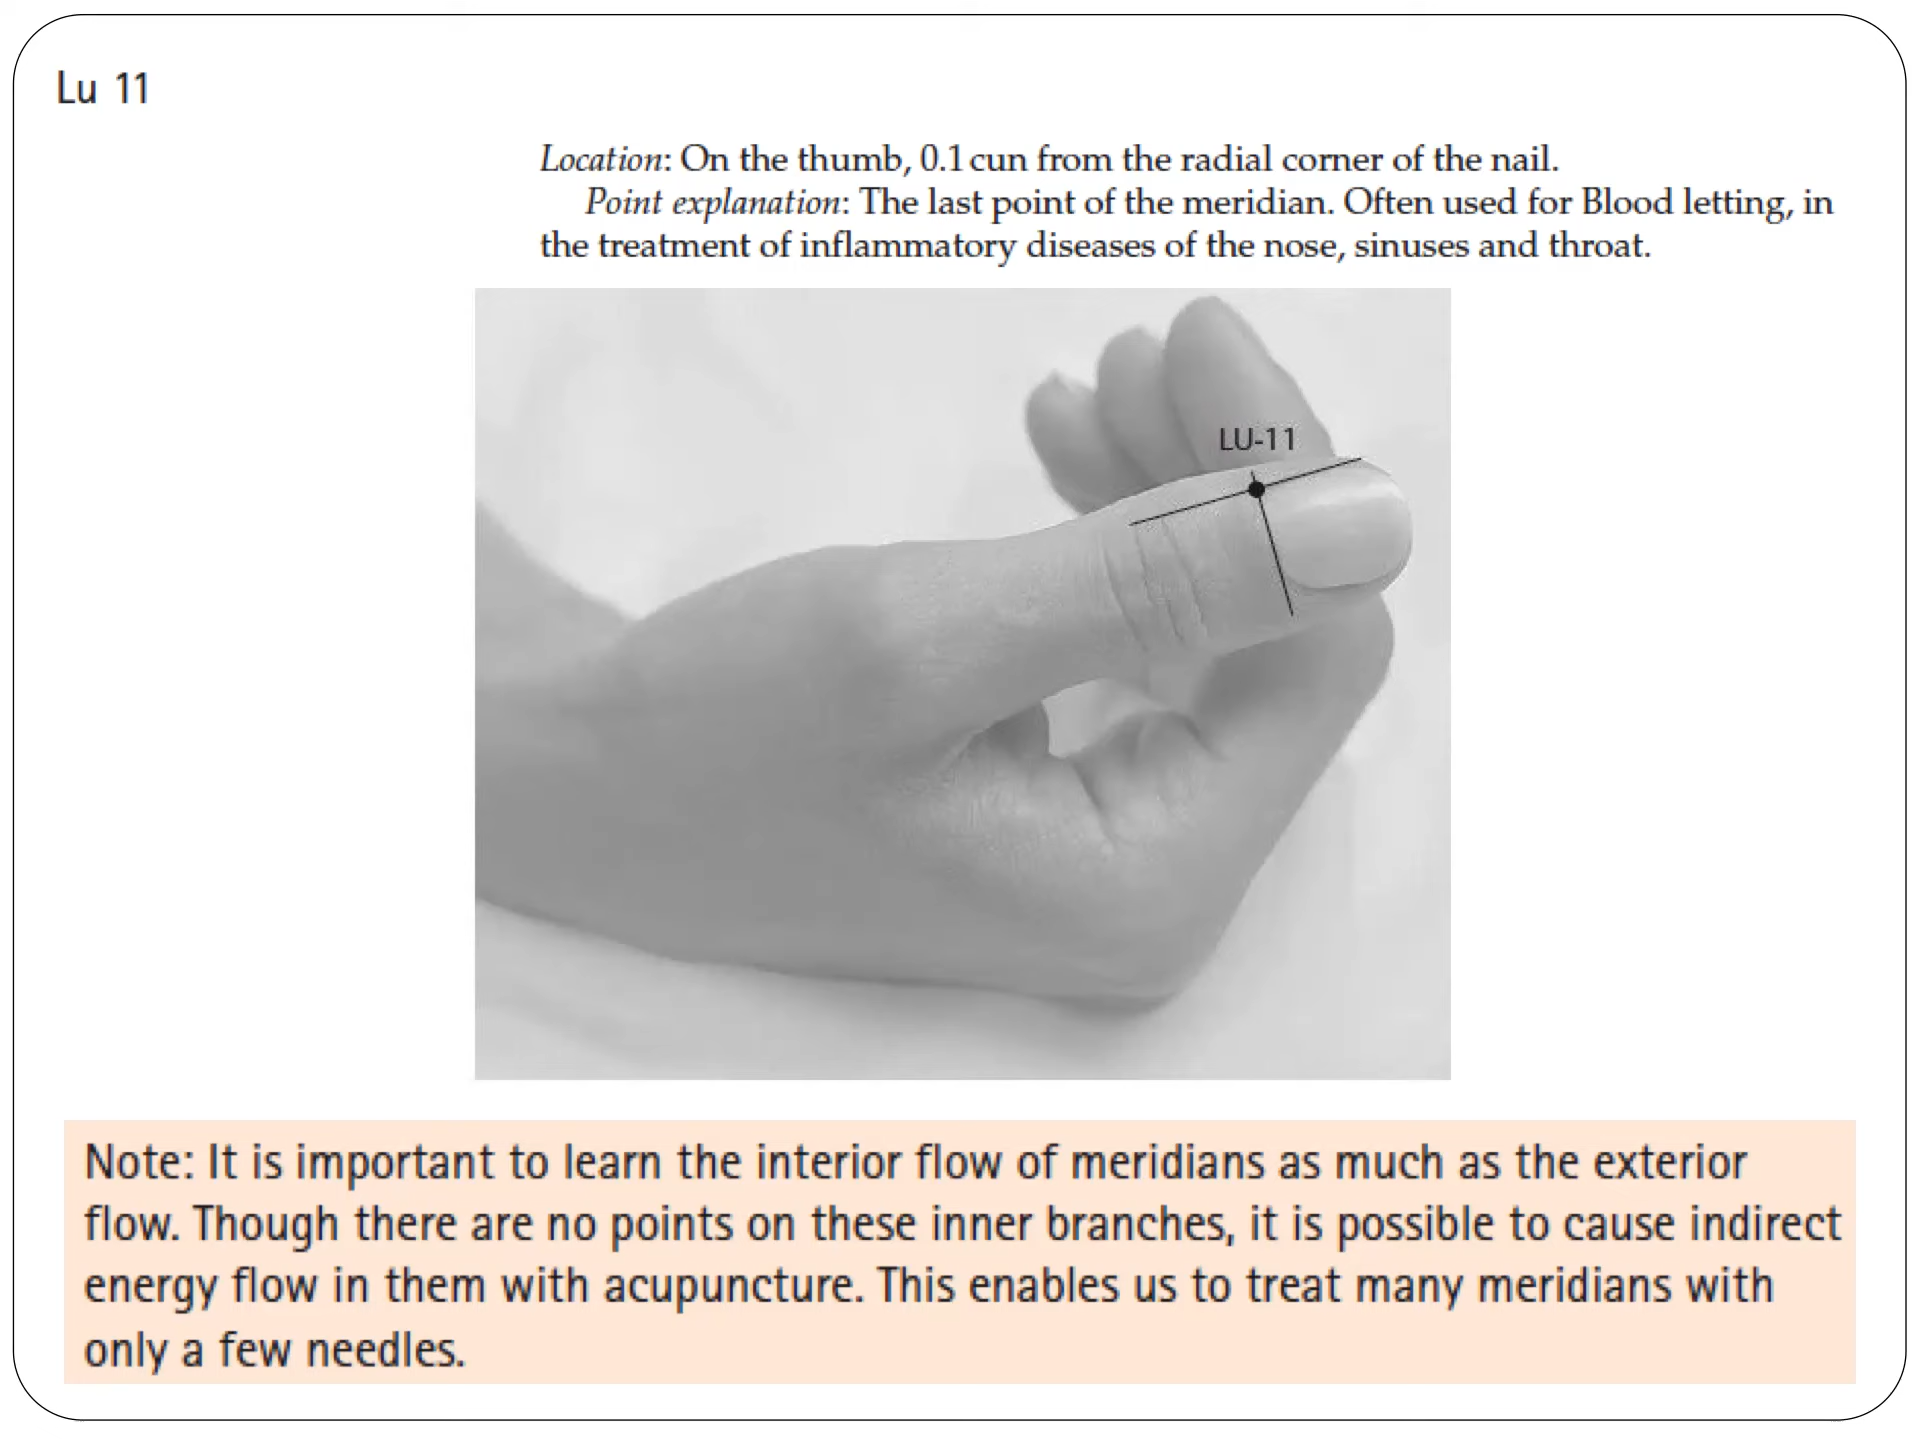 Lu 11
Location: On the thumb, 0.1 cun from the radial corner of the nail.
Point explanation: The last point of the meridian. Often used for Blood letting, in
the treatment of inflammatory diseases of the nose, sinuses and throat.
LU-11
Note: It is important to learn the interior flow of meridians as much as the exterior
flow. Though there are no points on these inner branches, it is possible to cause indirect
energy flow in them with acupuncture. This enables us to treat many meridians with
only a few needles.